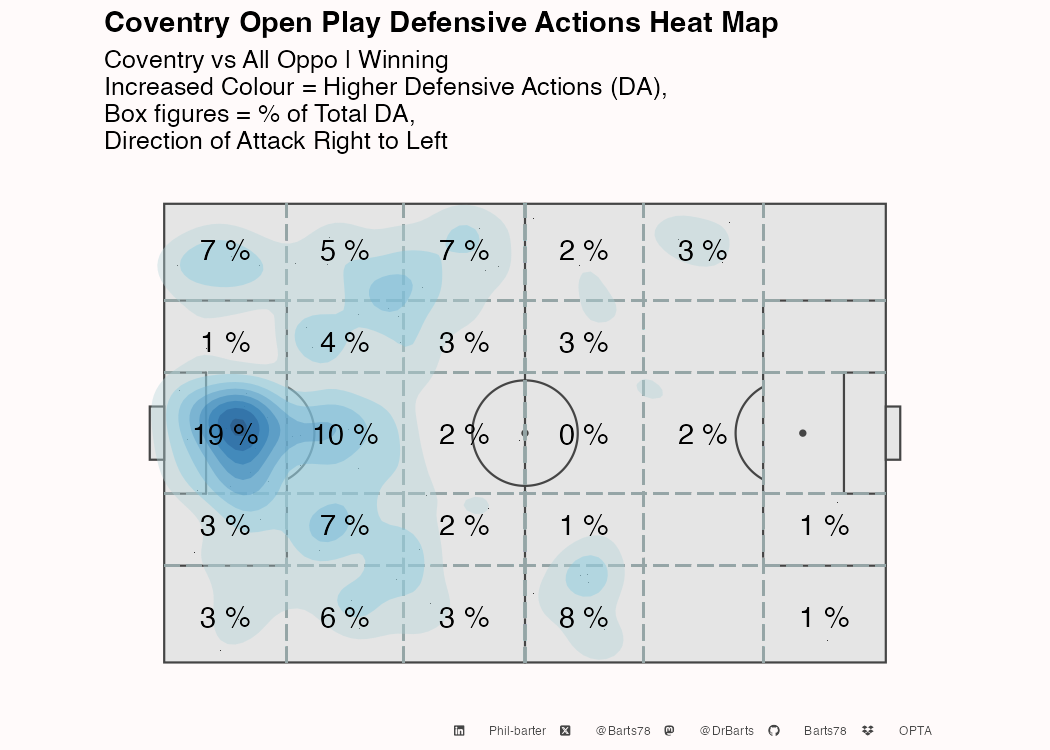 Coventry Open Play Defensive Actions Heat Map
Coventry vs All Oppo | Winning
Increased Colour = Higher Defensive Actions (DA),
Box figures = % of Total DA,
Direction of Attack Right to Left
7 % 5 % 7 % 2 % 3 %
1 % 4 % 3 % 3 %
19 % 10 % 2 % 0 % 2 %
3 % 7 % 2 % 1 % 1 %
3 % 6 % 3 % 8 % 1 %
Phil-barter @Barts78 @DrBarts Barts78 OPTA